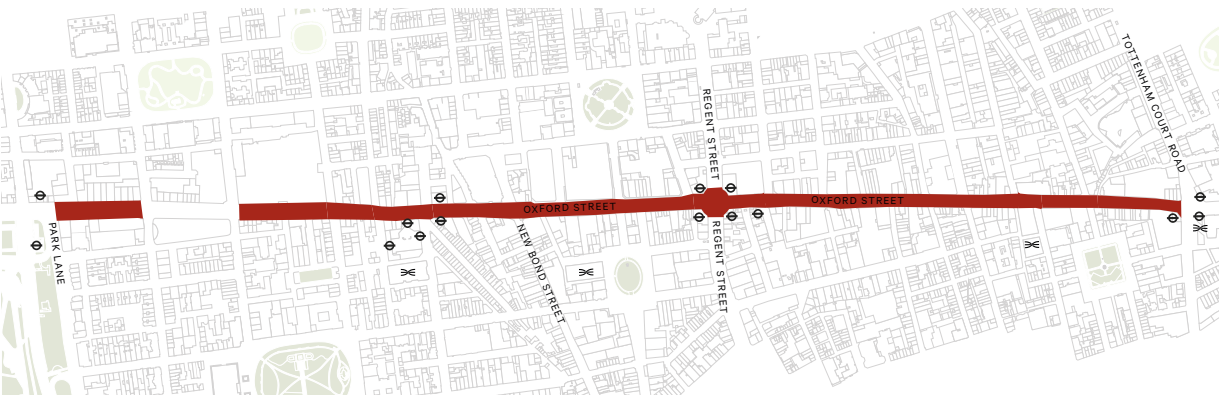 TOTTENHAM COURT ROAD
REGENT STREET
OXFORD STREET
OXFORD STREET
PARK LANE
NEW BOND STREET
REGENT STREET